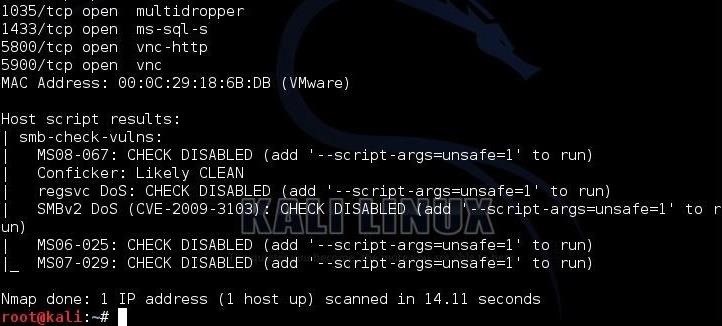 1035/tcp open  multidropper
1433/tcp open  ms-sql-s
5800/tcp open  vnc-http
5900/tcp open  vnc
MAC Address: 00:0C:29:18:6B:DB (VMware)
Host script results:
| smb-check-vulns:
|   MS08-067: CHECK DISABLED (add '--script-args=unsafe=1' to run)
|   Conficker: Likely CLEAN
|   regsvc DoS: CHECK DISABLED (add '--script-args=unsafe=1' to run)
|   SMBv2 DoS (CVE-2009-3103): CHECK DISABLED (add '--script-args=unsafe=1' to r
un)
|   MS06-025: CHECK DISABLED (add '--script-args=unsafe=1' to run)
|_  MS07-029: CHECK DISABLED (add '--script-args=unsafe=1' to run)
KALI LINUX
Nmap done: 1 IP address (1 host up) scanned in 14.11 seconds
root@kali:~#